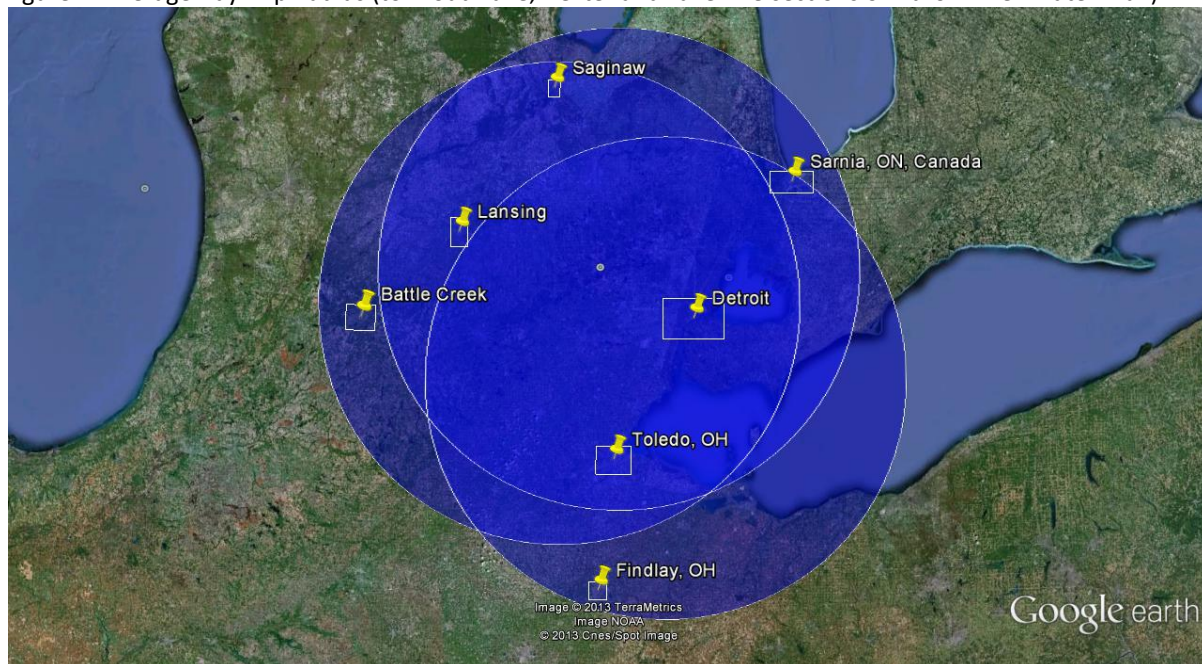 Saginaw
Sarnia, ON, Canada
Lansing
Battle Creek
Detroit
Toledo, OH
Findlay, OH
Image © 2013 TerraMetrics
Image NOAA
© 2013 Cnes/Spot Image
Google earth